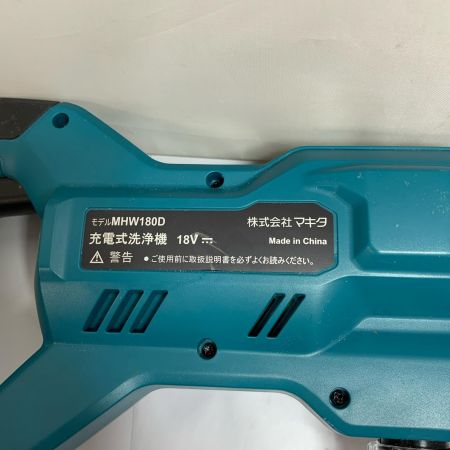 モデルMHW180D 株式会社マキタ
充電式洗浄機 18V⎓ Made in China
⚠警告 ●ご使用前に取扱説明書を必ずよくお読みください。